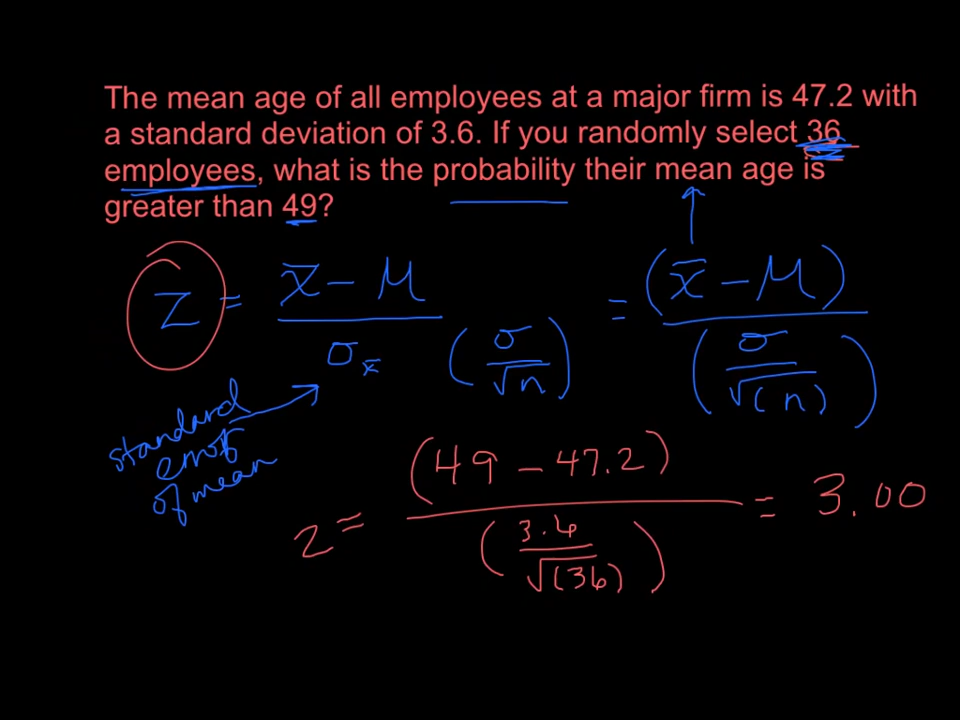 The mean age of all employees at a major firm is 47.2 with
a standard deviation of 3.6. If you randomly select 36
employees, what is the probability their mean age is
greater than 49?
z = x̄ - μ / σx̄ (σ/√n) = (x̄ - μ) / (σ/√(n))
standard
error
of mean
z = (49 - 47.2) / (3.6/√(36)) = 3.00